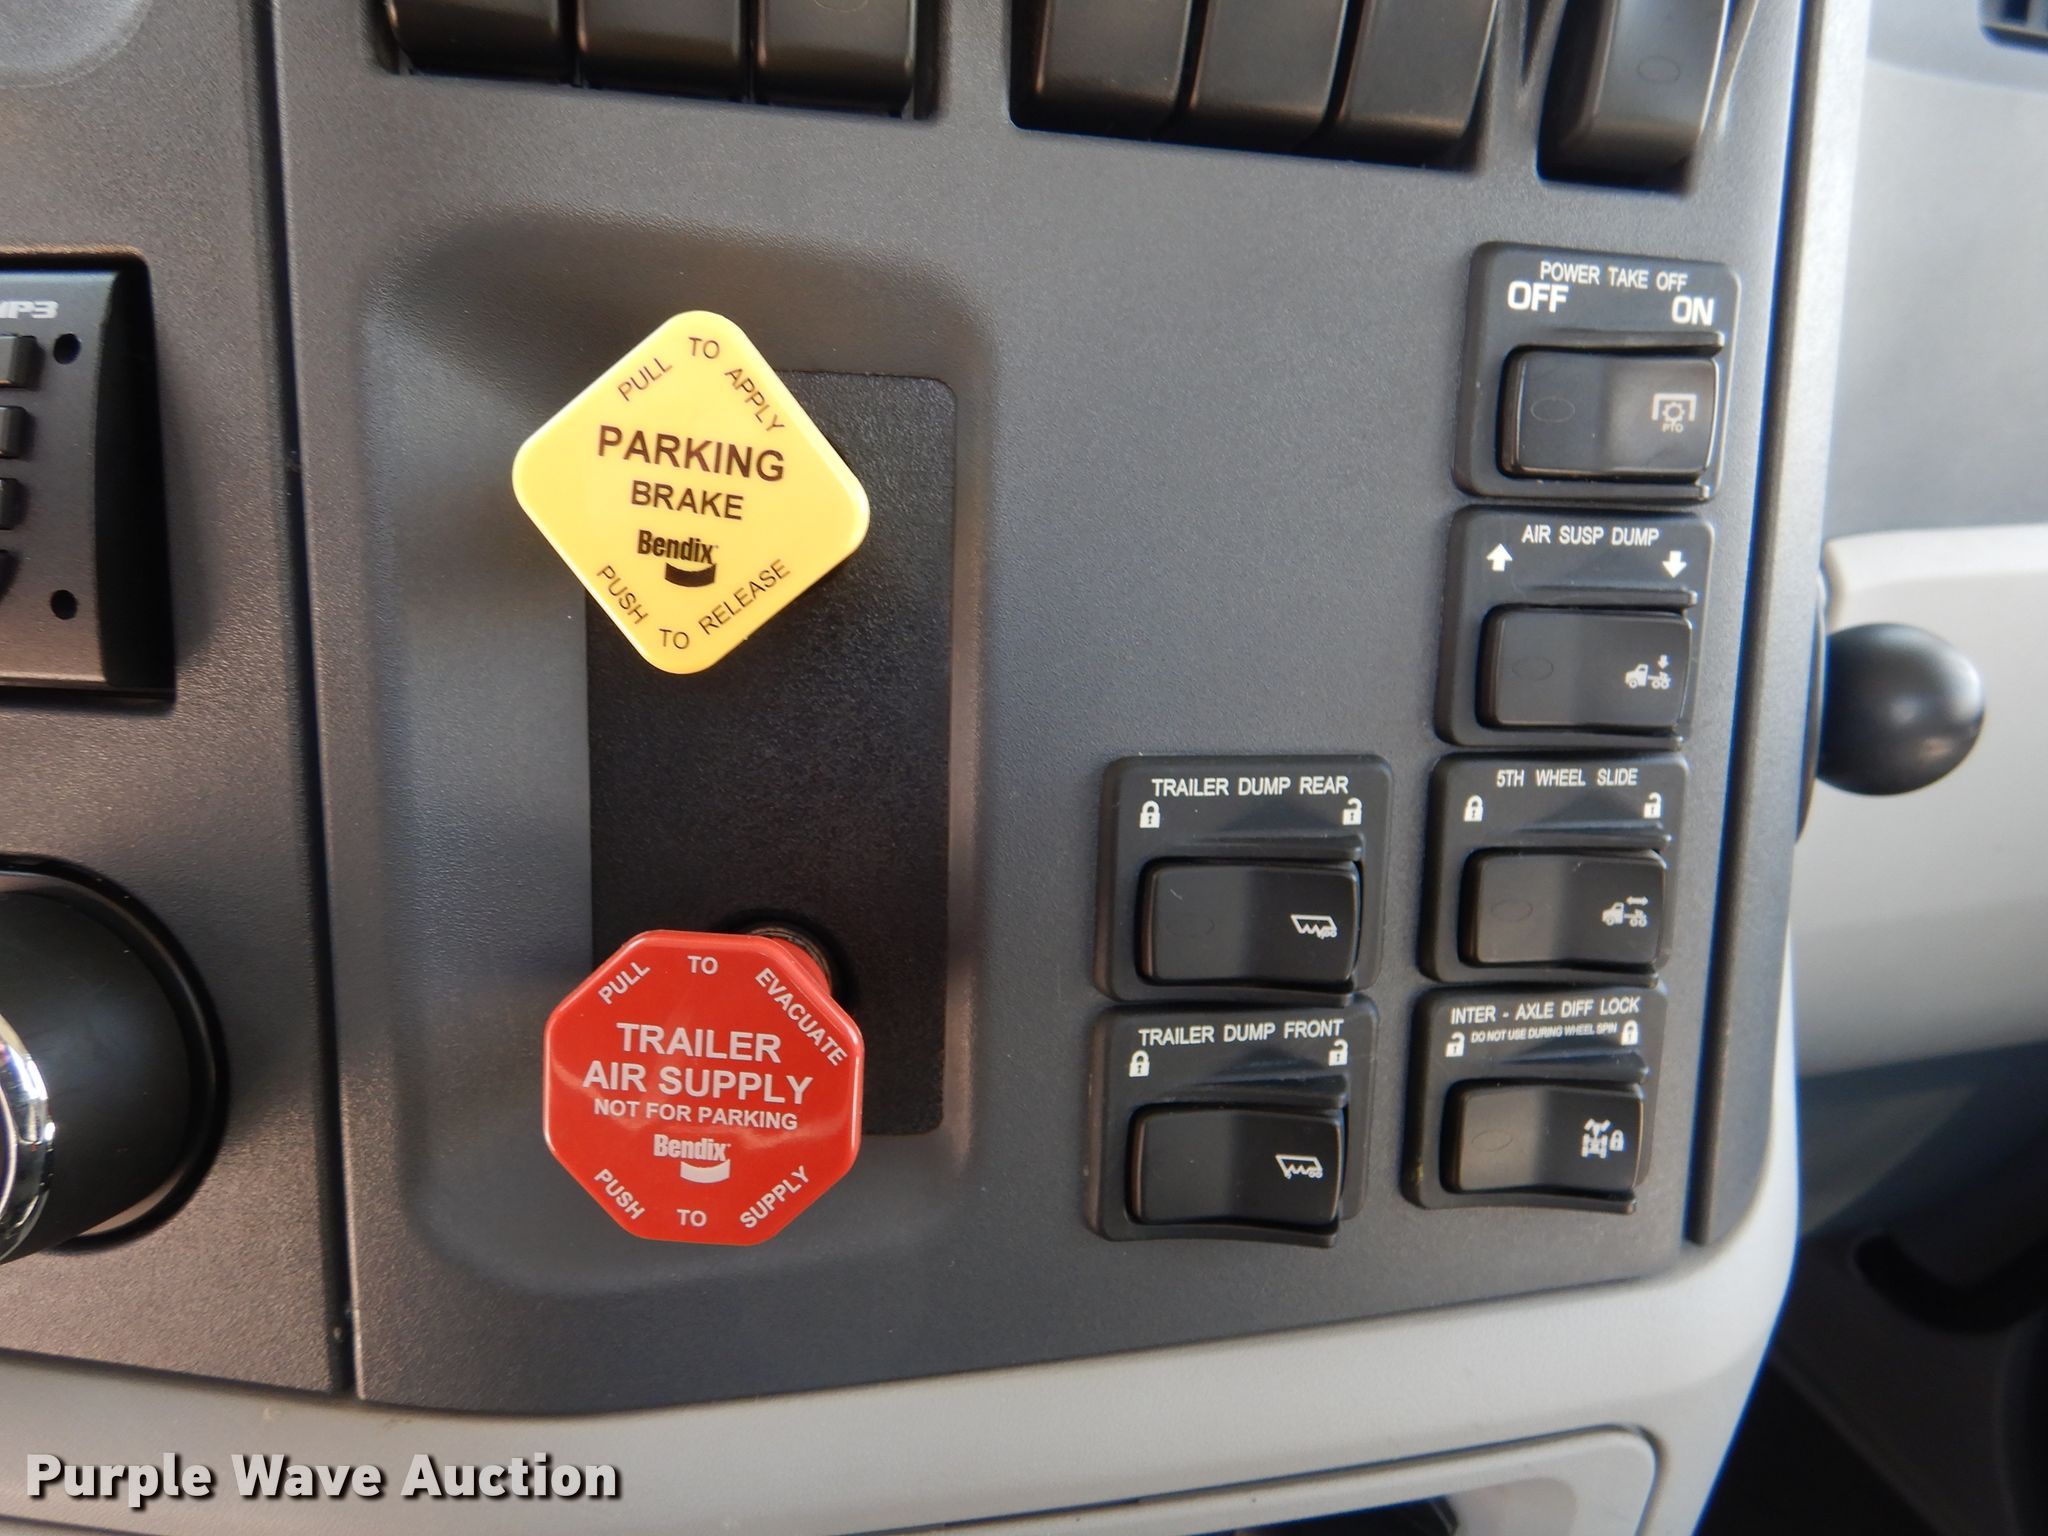 MP3
PULL TO APPLY
PARKING
BRAKE
Bendix
PUSH TO RELEASE
PULL TO EVACUATE
TRAILER
AIR SUPPLY
NOT FOR PARKING
Bendix
PUSH TO SUPPLY
POWER TAKE OFF
OFF ON
PTO
AIR SUSP DUMP
TRAILER DUMP REAR
5TH WHEEL SLIDE
TRAILER DUMP FRONT
INTER - AXLE DIFF LOCK
DO NOT USE DURING WHEEL SPIN
Purple Wave Auction